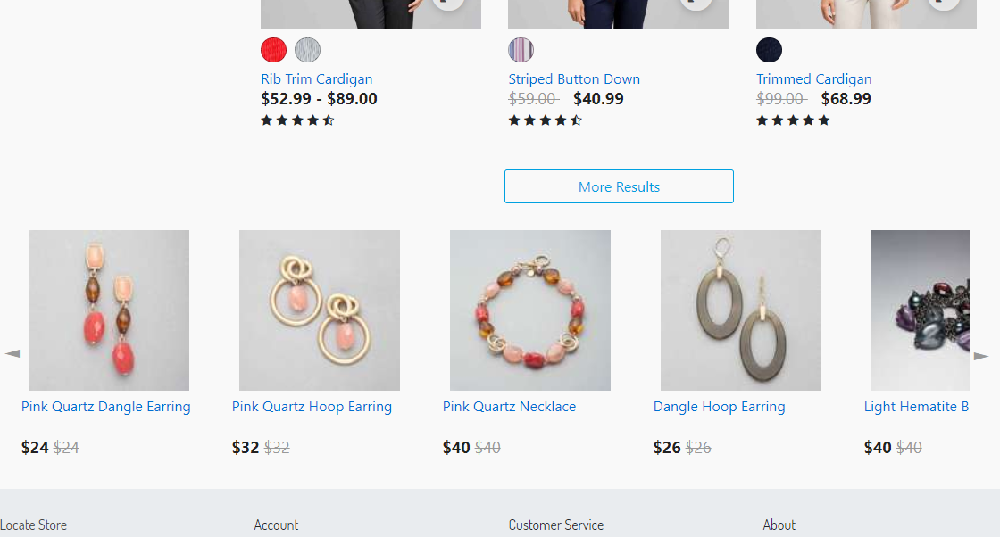 Rib Trim Cardigan
$52.99 - $89.00
Striped Button Down
$59.00 $40.99
Trimmed Cardigan
$99.00 $68.99
More Results
Pink Quartz Dangle Earring
$24 $24
Pink Quartz Hoop Earring
$32 $32
Pink Quartz Necklace
$40 $40
Dangle Hoop Earring
$26 $26
Light Hematite B
$40 $40
Locate Store
Account
Customer Service
About